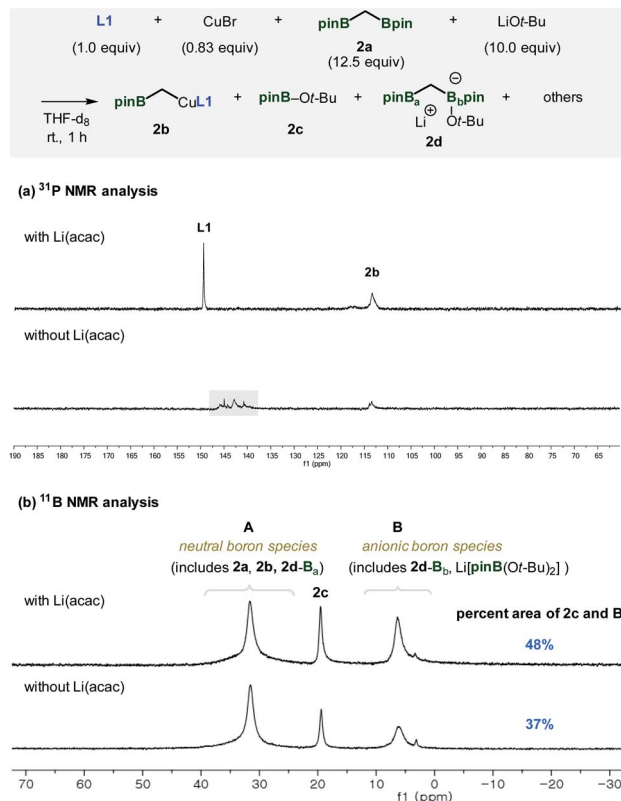 L1 + CuBr + pinB Bpin + LiOt-Bu
2a
(1.0 equiv) (0.83 equiv) (12.5 equiv) (10.0 equiv)
pinB CuL1 + pinB–Ot-Bu + pinBa Bbpin + others
Li ⊕ ⊖ Ot-Bu
THF-d8
rt., 1 h
2b 2c 2d
(a) 31P NMR analysis
with Li(acac)
L1
2b
without Li(acac)
190 185 180 175 170 165 160 155 150 145 140 135 130 125 120 115 110 105 100 95 90 85 80 75 70 65
f1 (ppm)
(b) 11B NMR analysis
A B
neutral boron species anionic boron species
(includes 2a, 2b, 2d-Ba) (includes 2d-Bb, Li[pinB(Ot-Bu)2] )
2c
with Li(acac)
percent area of 2c and B
48%
without Li(acac)
37%
70 60 50 40 30 20 10 0 -10 -20 -30
f1 (ppm)